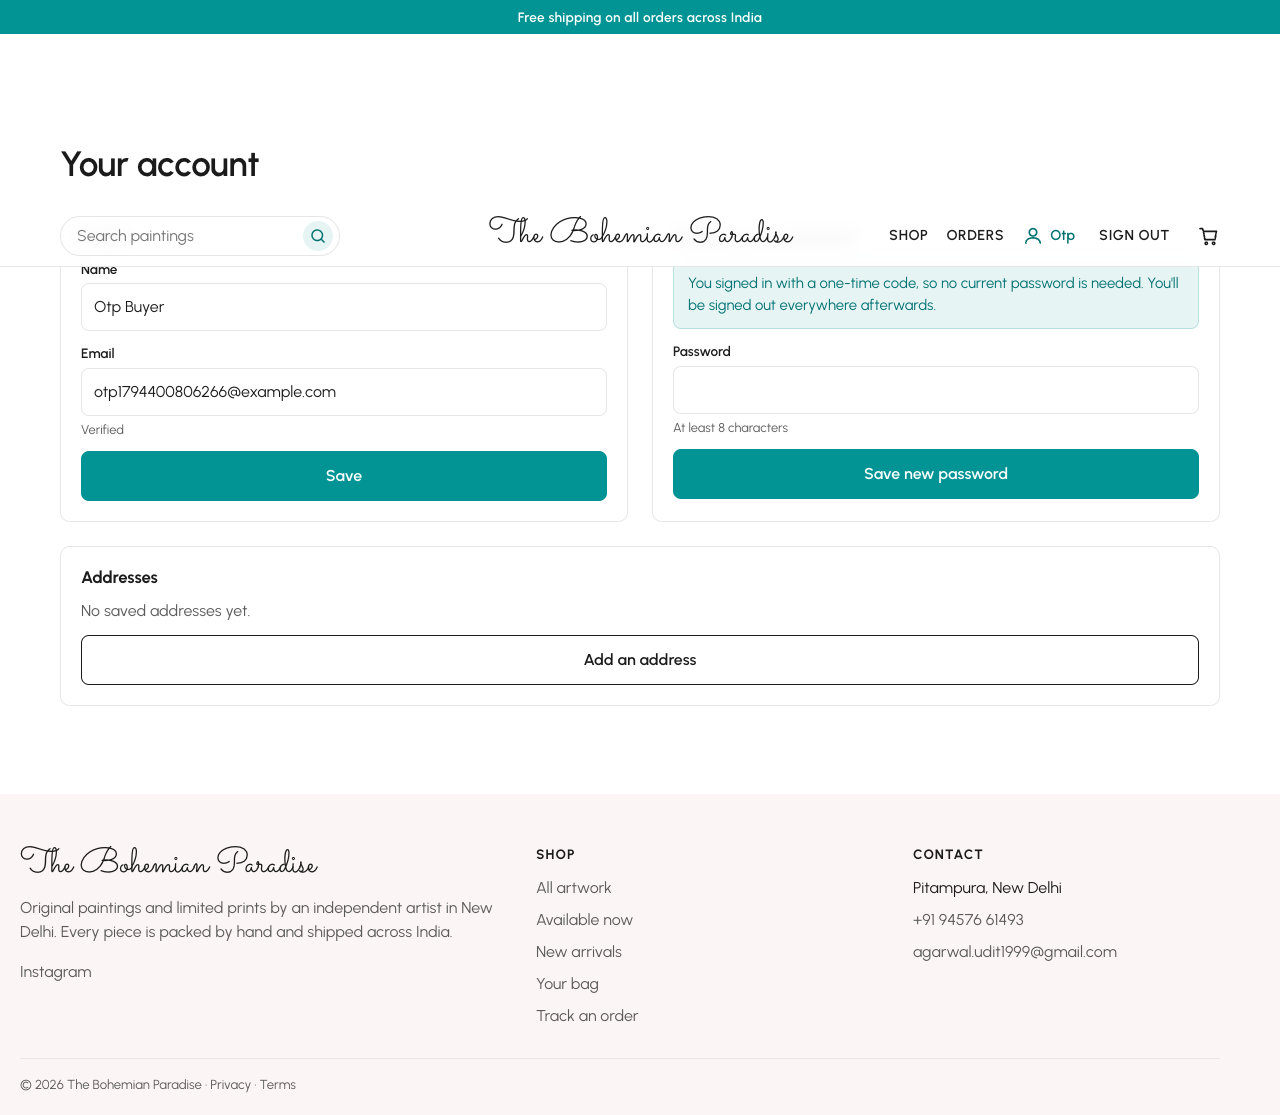 Free shipping on all orders across India
Your account
Search paintings
The Bohemian Paradise
SHOP
ORDERS
Otp
SIGN OUT
Name
Otp Buyer
Email
otp1794400806266@example.com
Verified
Save
You signed in with a one-time code, so no current password is needed. You'll
be signed out everywhere afterwards.
Password
At least 8 characters
Save new password
Addresses
No saved addresses yet.
Add an address
The Bohemian Paradise
Original paintings and limited prints by an independent artist in New
Delhi. Every piece is packed by hand and shipped across India.
Instagram
SHOP
All artwork
Available now
New arrivals
Your bag
Track an order
CONTACT
Pitampura, New Delhi
+91 94576 61493
agarwal.udit1999@gmail.com
© 2026 The Bohemian Paradise · Privacy · Terms